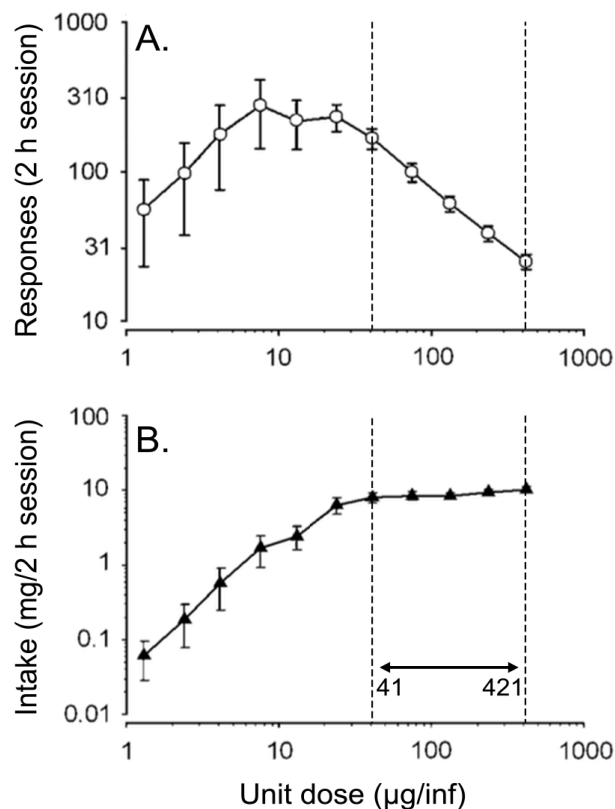 A.
Responses (2 h session)
1000
310
100
31
10
1 10 100 1000
B.
Intake (mg/2 h session)
100
10
1
0.1
0.01
41 421
1 10 100 1000
Unit dose (µg/inf)